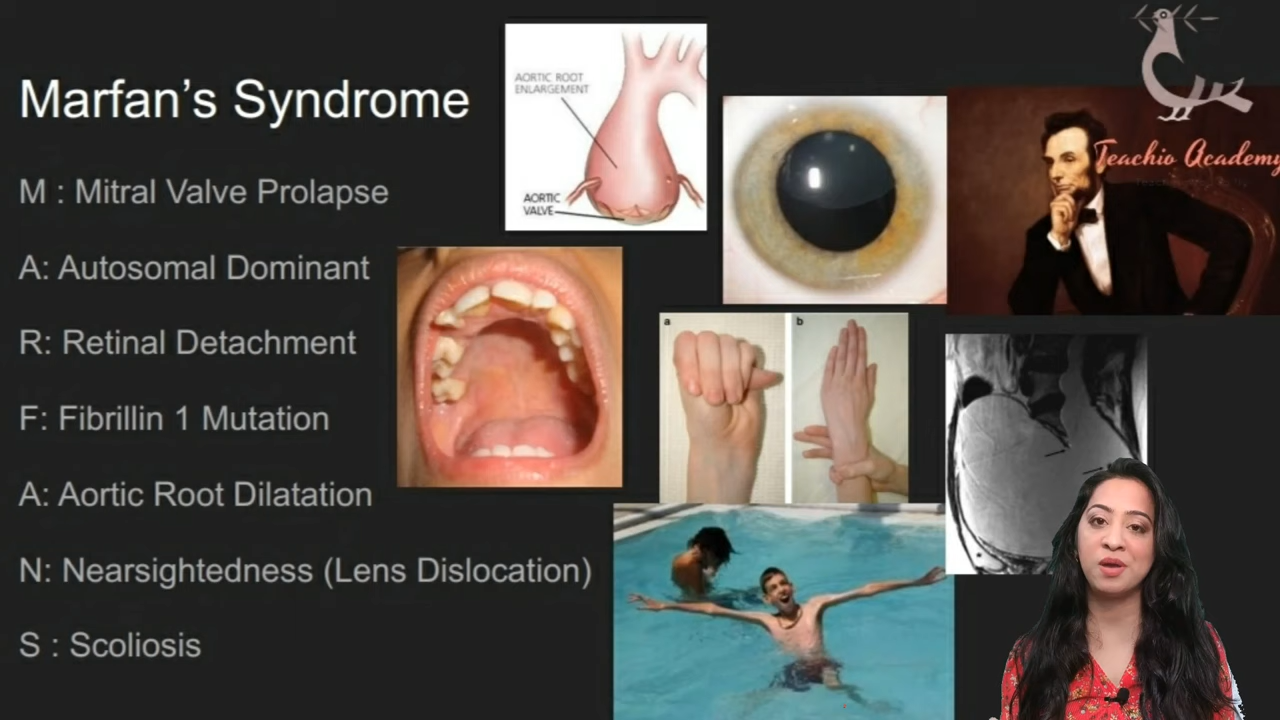 Marfan's Syndrome
M : Mitral Valve Prolapse
A: Autosomal Dominant
R: Retinal Detachment
F: Fibrillin 1 Mutation
A: Aortic Root Dilatation
N: Nearsightedness (Lens Dislocation)
S : Scoliosis
AORTIC ROOT
ENLARGEMENT
AORTIC
VALVE
Teachio Academy
a
b